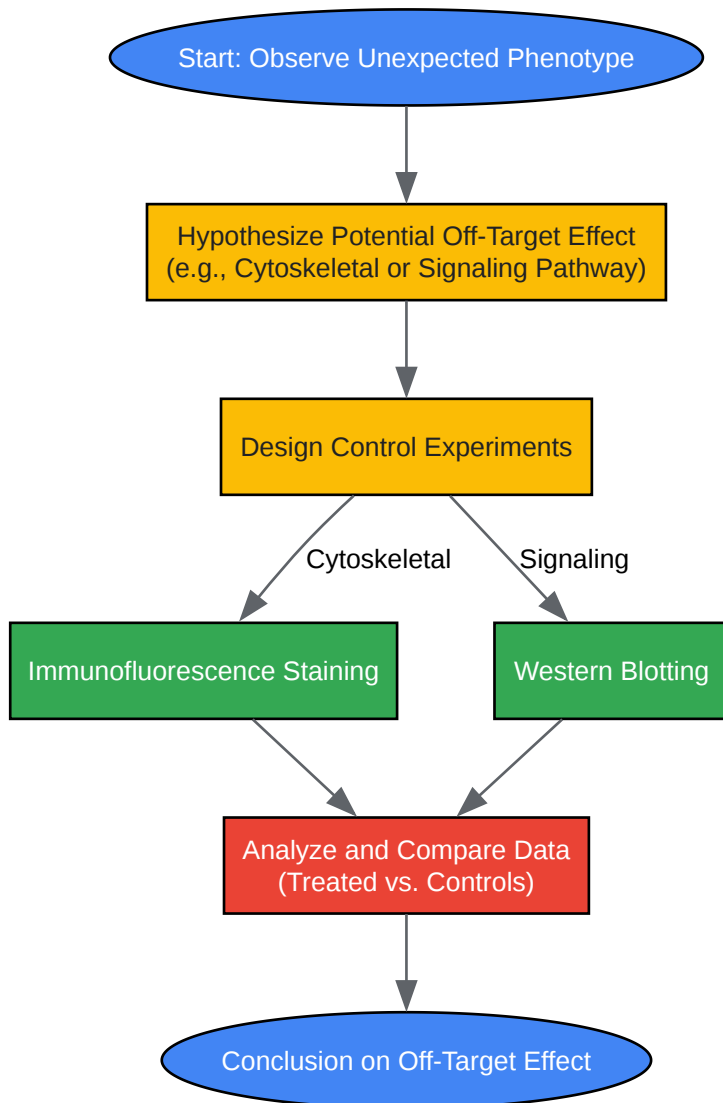 Start: Observe Unexpected Phenotype
Hypothesize Potential Off-Target Effect
(e.g., Cytoskeletal or Signaling Pathway)
Design Control Experiments
Cytoskeletal
Signaling
Immunofluorescence Staining
Western Blotting
Analyze and Compare Data
(Treated vs. Controls)
Conclusion on Off-Target Effect